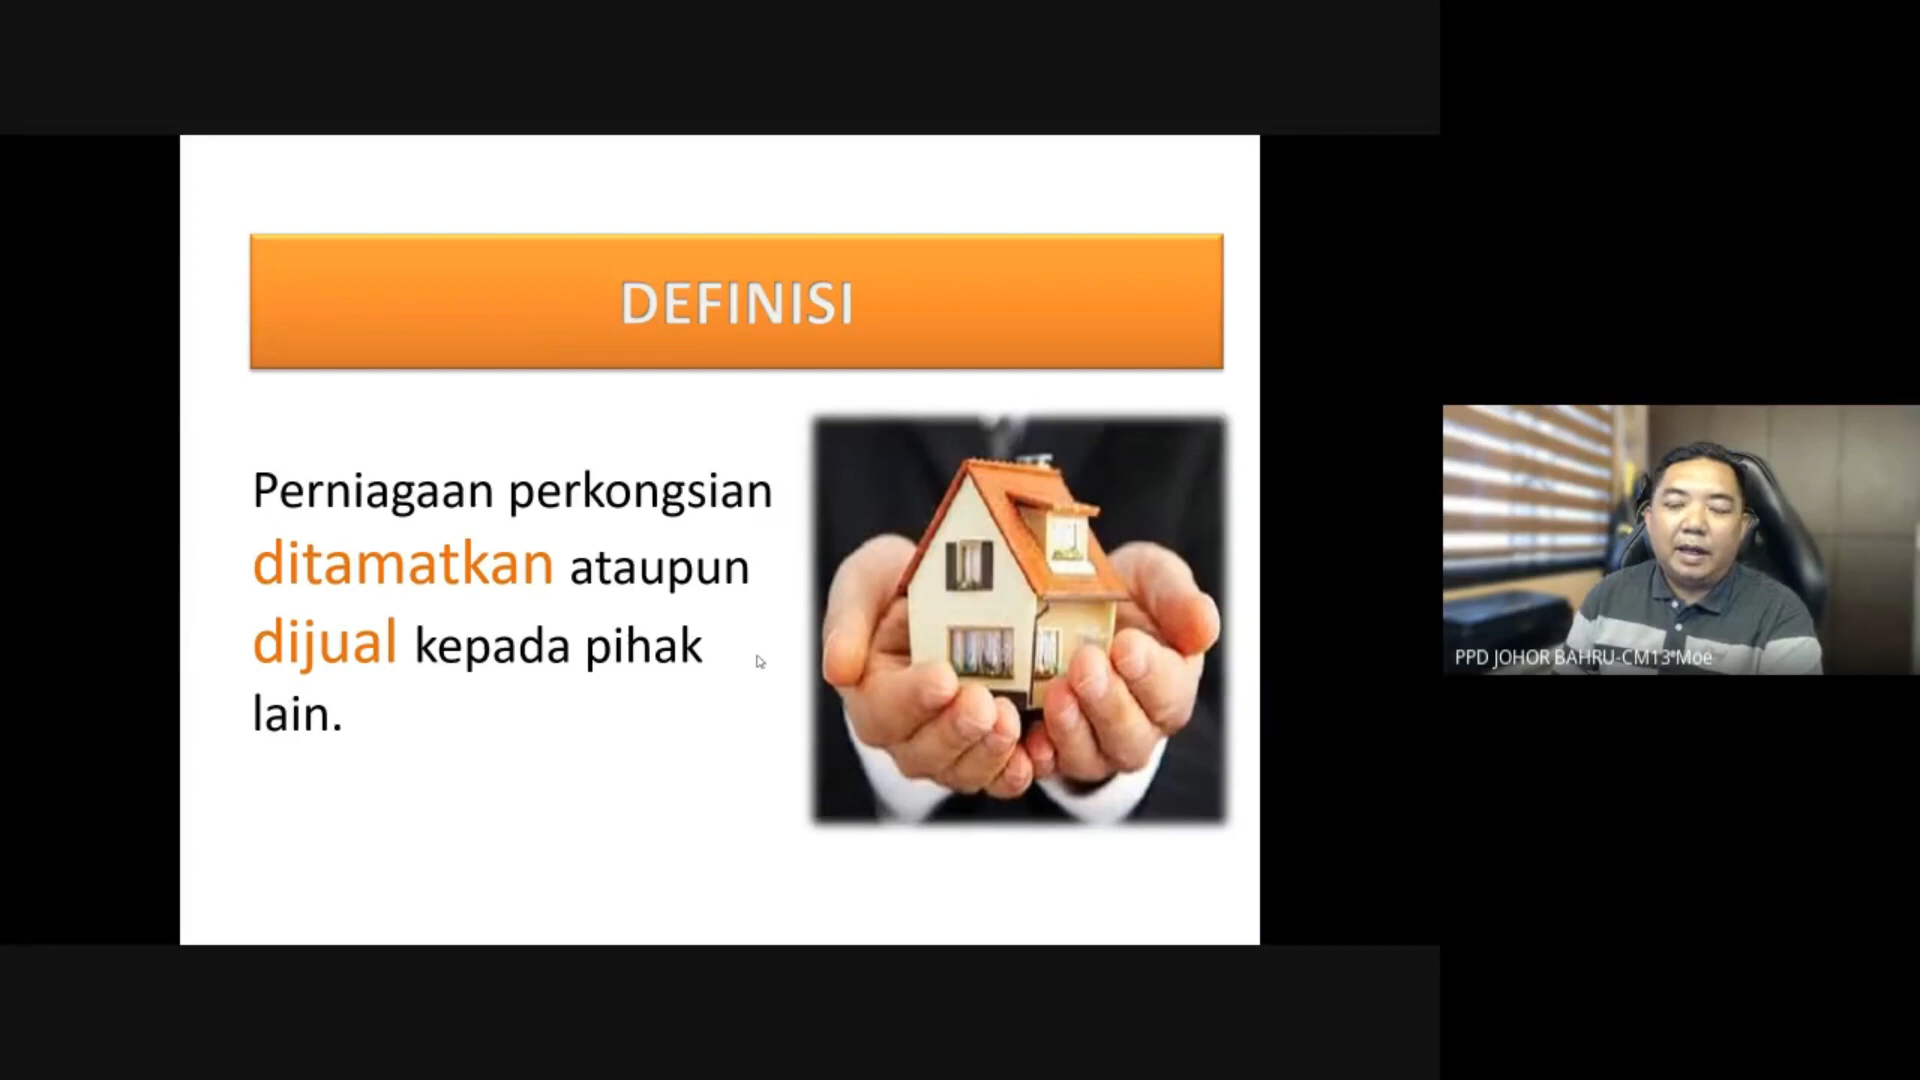 DEFINISI
Perniagaan perkongsian
ditamatkan ataupun
dijual kepada pihak
lain.
PPD JOHOR BAHRU-CM13-Moe